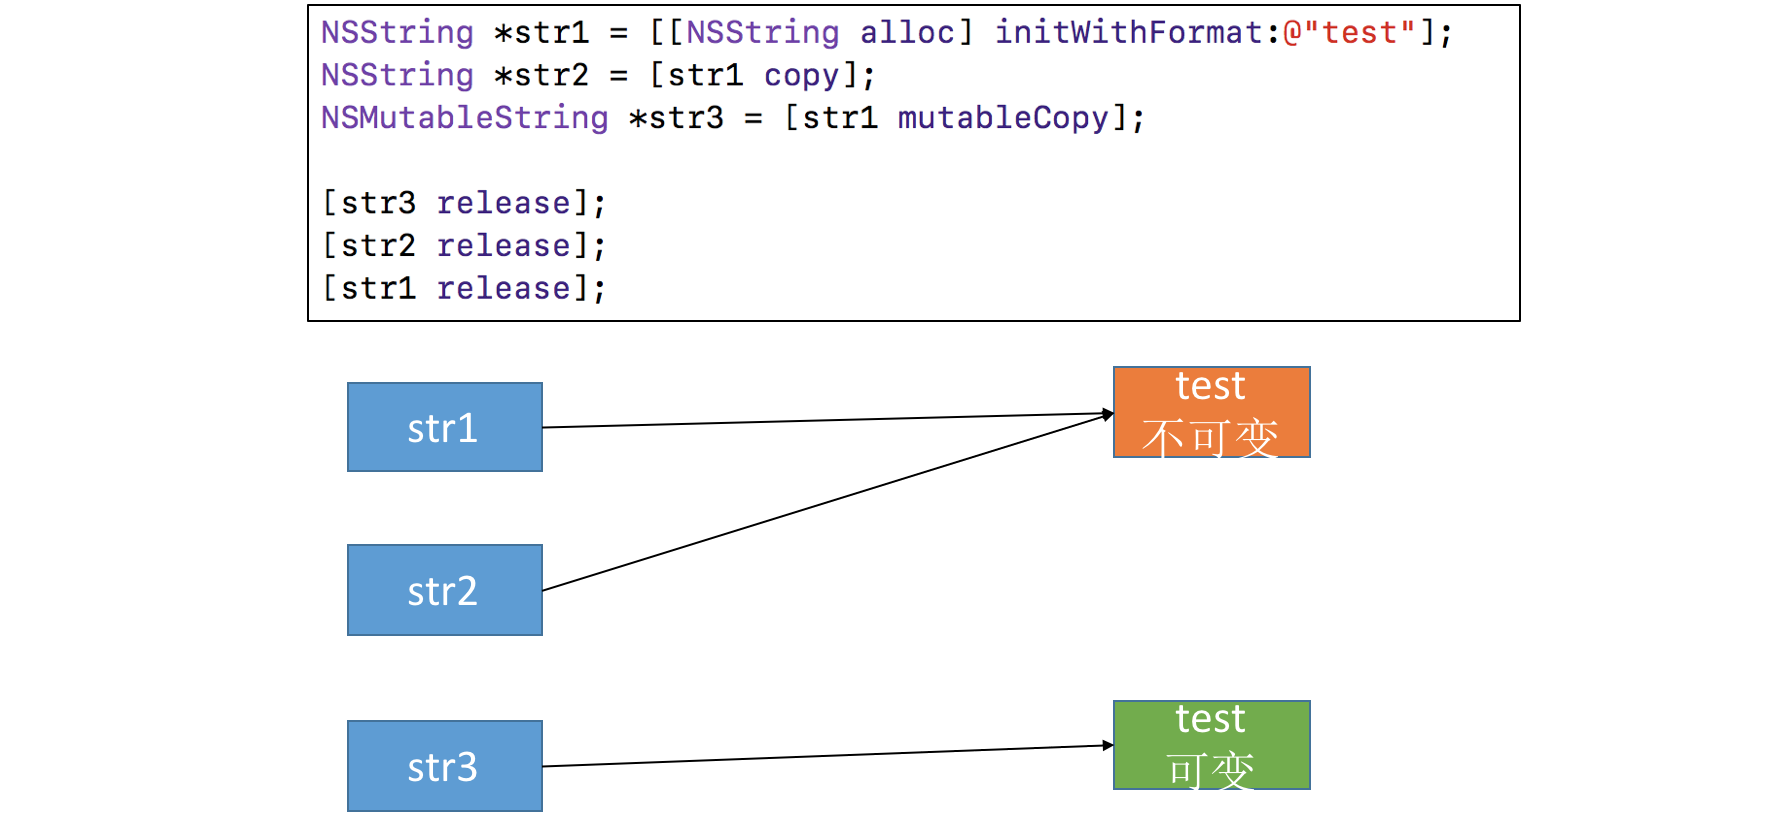 NSString *str1 = [[NSString alloc] initWithFormat:@"test"];
NSString *str2 = [str1 copy];
NSMutableString *str3 = [str1 mutableCopy];
[str3 release];
[str2 release];
[str1 release];
str1
test
不可变
str2
str3
test
可变